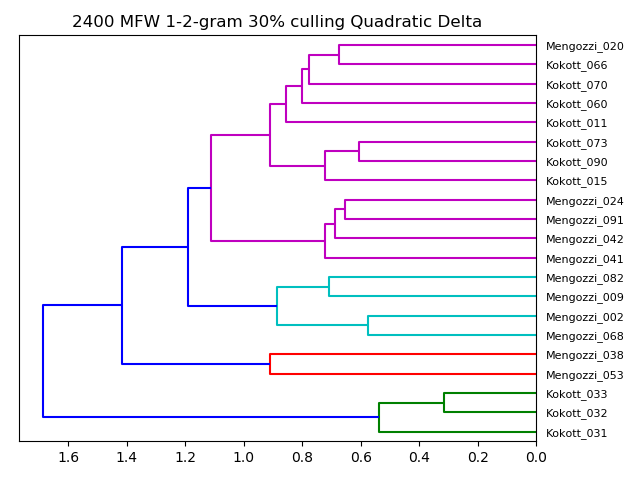 2400 MFW 1-2-gram 30% culling Quadratic Delta
Mengozzi_020
Kokott_066
Kokott_070
Kokott_060
Kokott_011
Kokott_073
Kokott_090
Kokott_015
Mengozzi_024
Mengozzi_091
Mengozzi_042
Mengozzi_041
Mengozzi_082
Mengozzi_009
Mengozzi_002
Mengozzi_068
Mengozzi_038
Mengozzi_053
Kokott_033
Kokott_032
Kokott_031
1.6 1.4 1.2 1.0 0.8 0.6 0.4 0.2 0.0